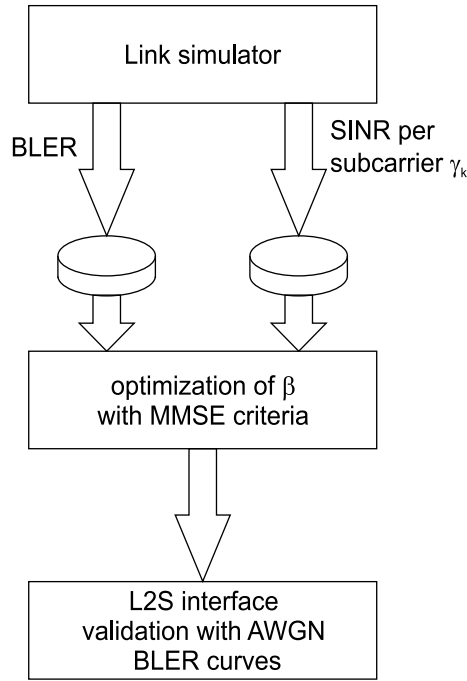 Link simulator
BLER
SINR per
subcarrier γk
optimization of β
with MMSE criteria
L2S interface
validation with AWGN
BLER curves